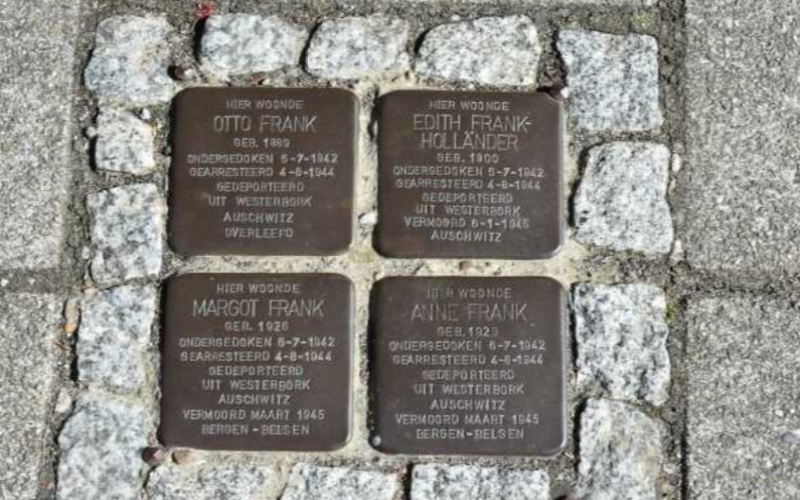 HIER WOONDE
OTTO FRANK
GEB. 1889
ONDERGEDOKEN 6-7-1942
GEARRESTEERD 4-8-1944
GEDEPORTEERD
UIT WESTERBORK
AUSCHWITZ
OVERLEEFD
HIER WOONDE
EDITH FRANK-
HOLLÄNDER
GEB. 1900
ONDERGEDOKEN 6-7-1942
GEARRESTEERD 4-8-1944
GEDEPORTEERD
UIT WESTERBORK
VERMOORD 6-1-1945
AUSCHWITZ
HIER WOONDE
MARGOT FRANK
GEB. 1926
ONDERGEDOKEN 6-7-1942
GEARRESTEERD 4-8-1944
GEDEPORTEERD
UIT WESTERBORK
AUSCHWITZ
VERMOORD MAART 1945
BERGEN-BELSEN
HIER WOONDE
ANNE FRANK
GEB. 1929
ONDERGEDOKEN 6-7-1942
GEARRESTEERD 4-8-1944
GEDEPORTEERD
UIT WESTERBORK
AUSCHWITZ
VERMOORD MAART 1945
BERGEN-BELSEN